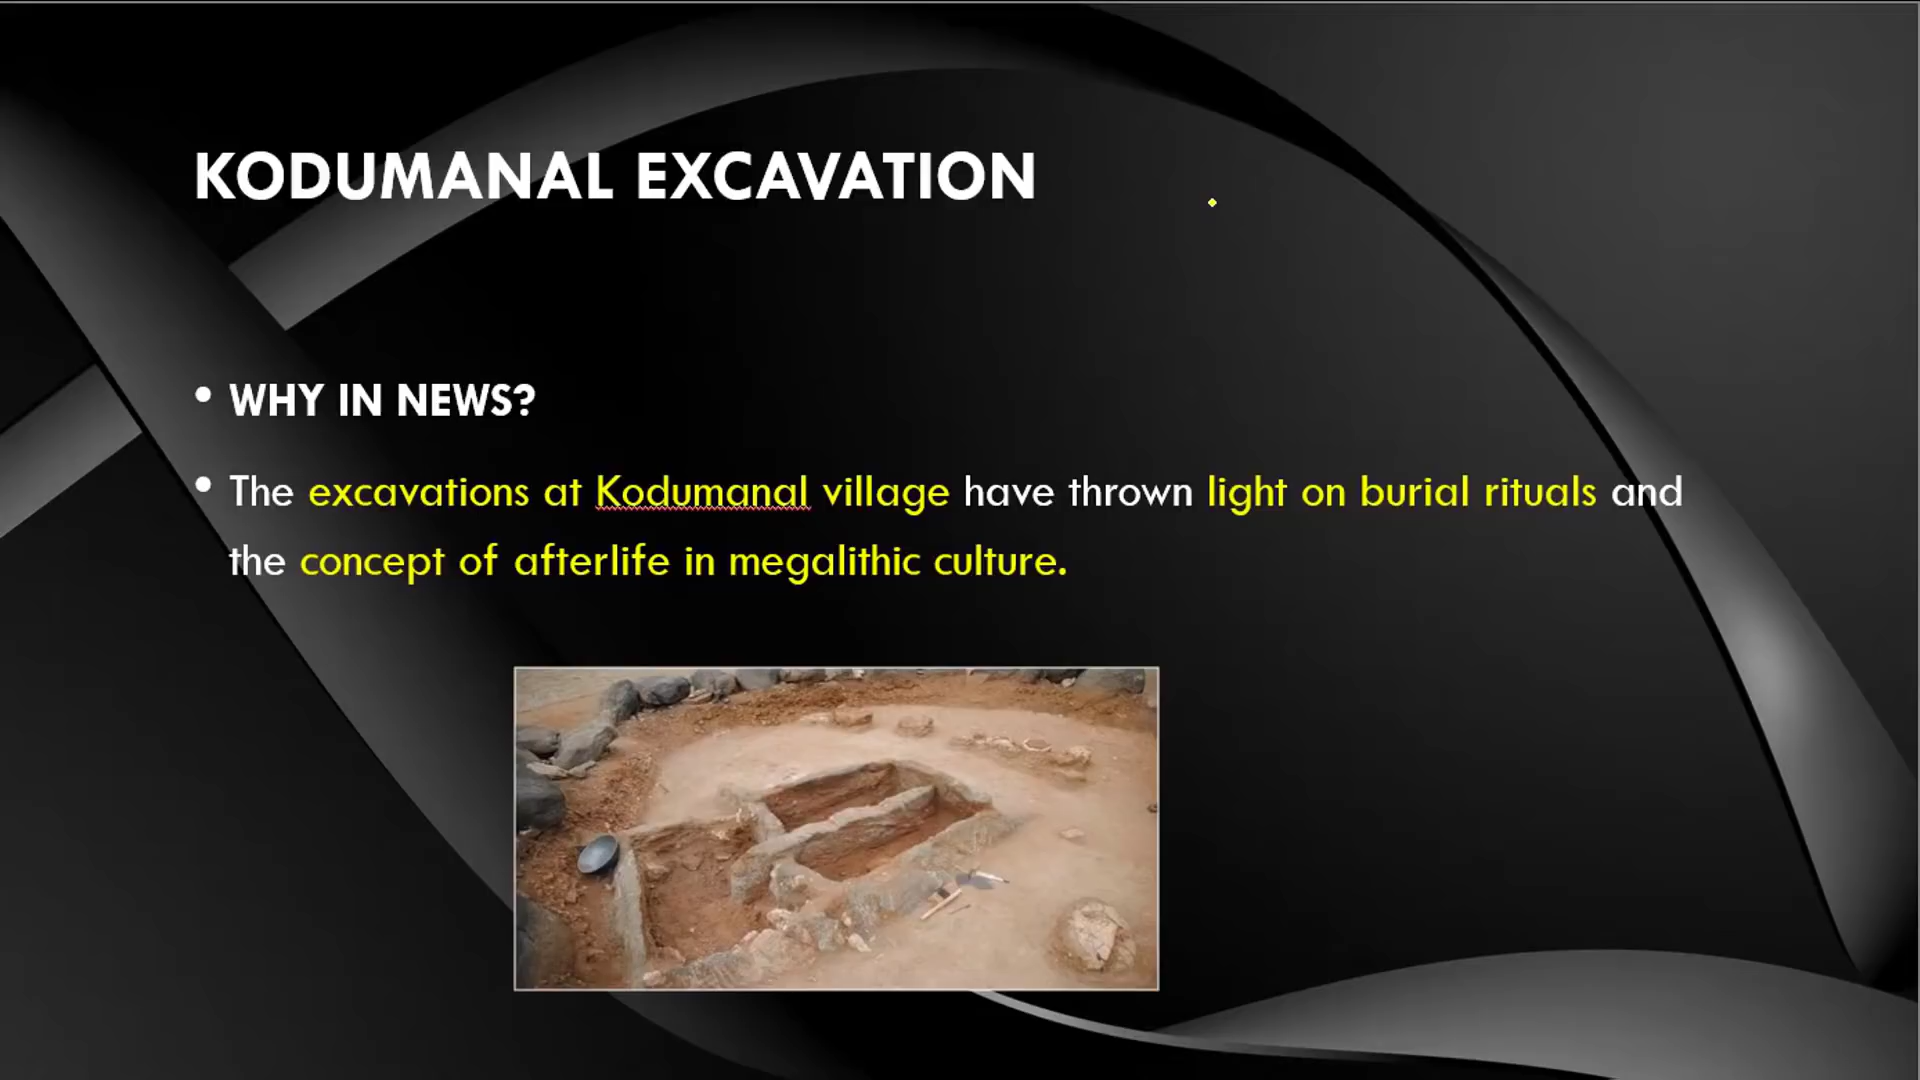 KODUMANAL EXCAVATION
• WHY IN NEWS?
• The excavations at Kodumanal village have thrown light on burial rituals and
the concept of afterlife in megalithic culture.